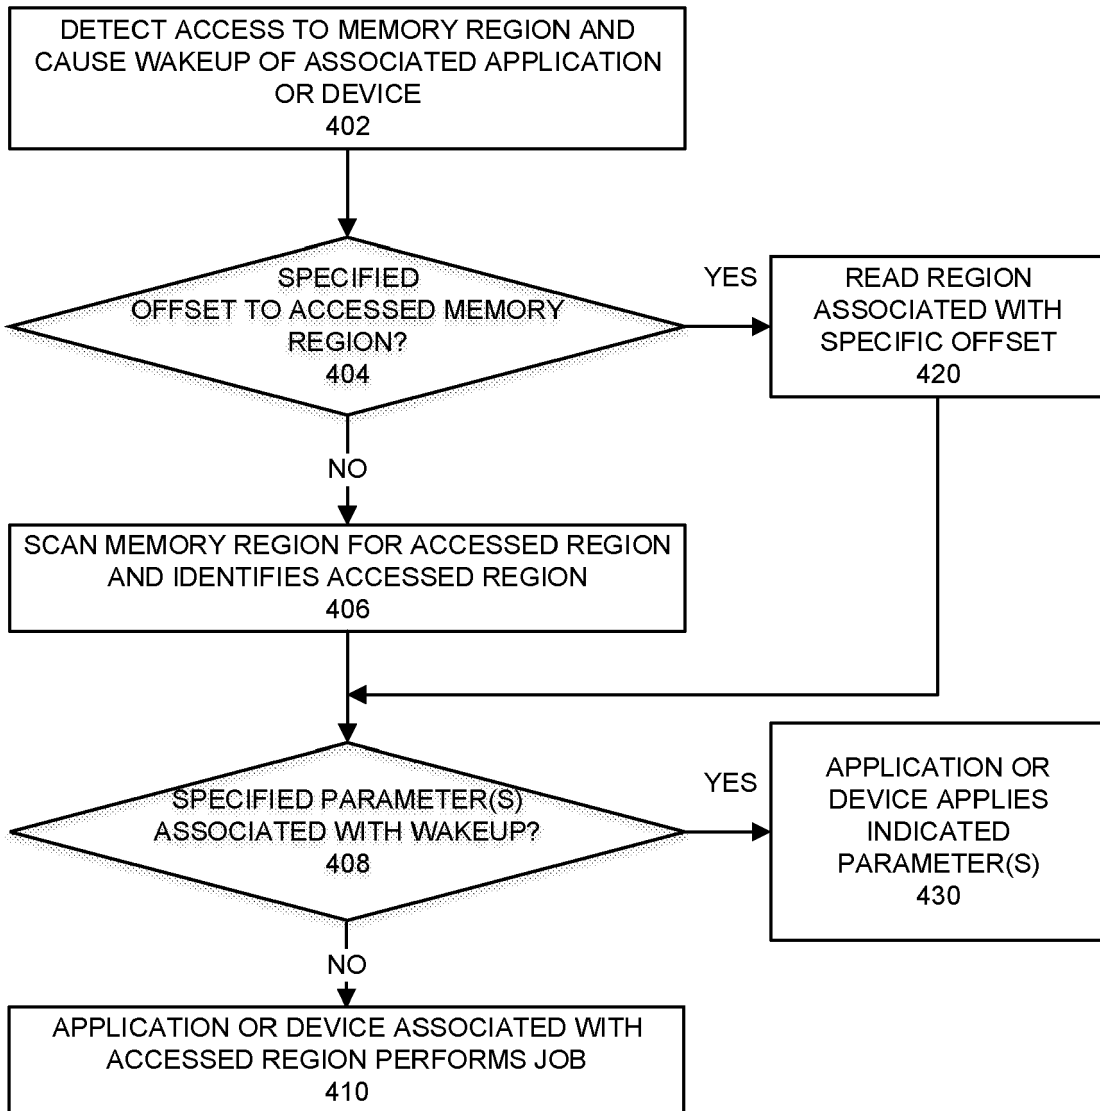 DETECT ACCESS TO MEMORY REGION AND
CAUSE WAKEUP OF ASSOCIATED APPLICATION
OR DEVICE
402
SPECIFIED
OFFSET TO ACCESSED MEMORY
REGION?
404
YES
READ REGION
ASSOCIATED WITH
SPECIFIC OFFSET
420
NO
SCAN MEMORY REGION FOR ACCESSED REGION
AND IDENTIFIES ACCESSED REGION
406
SPECIFIED PARAMETER(S)
ASSOCIATED WITH WAKEUP?
408
YES
APPLICATION OR
DEVICE APPLIES
INDICATED
PARAMETER(S)
430
NO
APPLICATION OR DEVICE ASSOCIATED WITH
ACCESSED REGION PERFORMS JOB
410